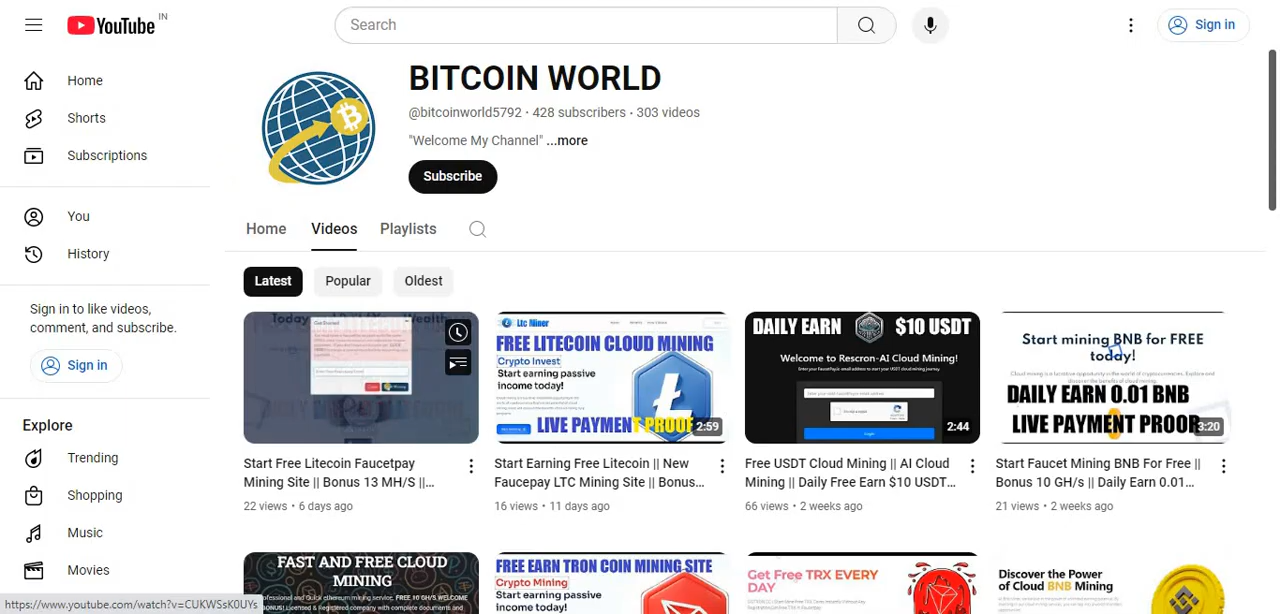 YouTube IN
Search
Sign in
Home
Shorts
Subscriptions
You
History
Sign in to like videos,
comment, and subscribe.
Sign in
Explore
Trending
Shopping
Music
Movies
https://www.youtube.com/watch?v=CUKWSsK0UYs
BITCOIN WORLD
@bitcoinworld5792 · 428 subscribers · 303 videos
"Welcome My Channel" ...more
Subscribe
Home Videos Playlists
Latest Popular Oldest
Get Started
Start Free Litecoin Faucetpay
Mining Site || Bonus 13 MH/S ||...
22 views • 6 days ago
Ltc Miner
FREE LITECOIN CLOUD MINING
Crypto Invest
Start earning passive
income today!
LIVE PAYMENT PROOF
2:59
Start Earning Free Litecoin || New
Faucepay LTC Mining Site || Bonus...
16 views • 11 days ago
DAILY EARN $10 USDT
Welcome to Rescron-AI Cloud Mining!
2:44
Free USDT Cloud Mining || AI Cloud
Mining || Daily Free Earn $10 USDT...
66 views • 2 weeks ago
Start mining BNB for FREE
today!
DAILY EARN 0.01 BNB
LIVE PAYMENT PROOF
3:20
Start Faucet Mining BNB For Free ||
Bonus 10 GH/s || Daily Earn 0.01...
21 views • 2 weeks ago
FAST AND FREE CLOUD
MINING
FREE EARN TRON COIN MINING SITE
Crypto Mining
Start earning passive
income today!
Get Free TRX EVERY
DAY
Discover the Power
of Cloud BNB Mining